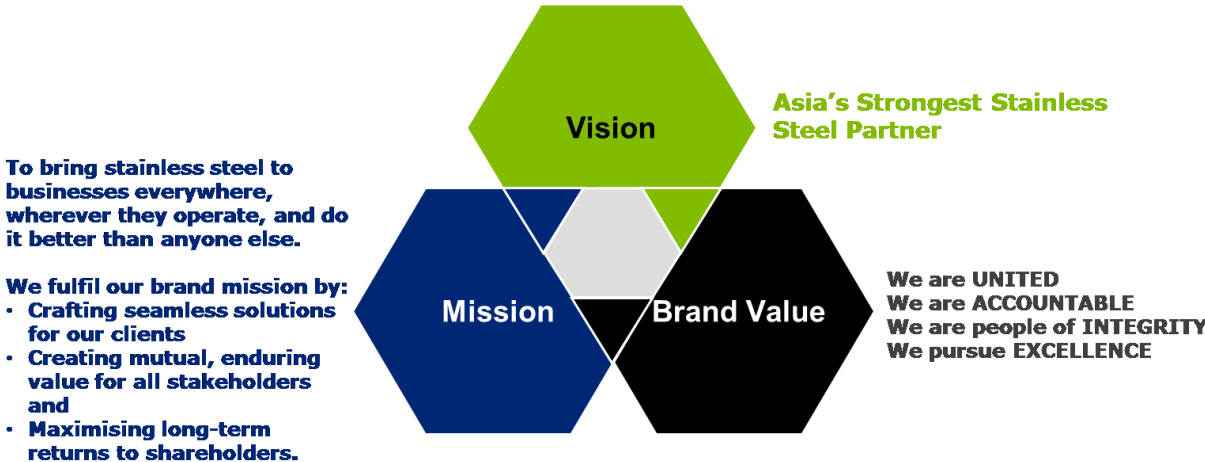 Vision
Asia's Strongest Stainless
Steel Partner
To bring stainless steel to
businesses everywhere,
wherever they operate, and do
it better than anyone else.
We fulfil our brand mission by:
• Crafting seamless solutions
for our clients
• Creating mutual, enduring
value for all stakeholders
and
• Maximising long-term
returns to shareholders.
Mission
Brand Value
We are UNITED
We are ACCOUNTABLE
We are people of INTEGRITY
We pursue EXCELLENCE